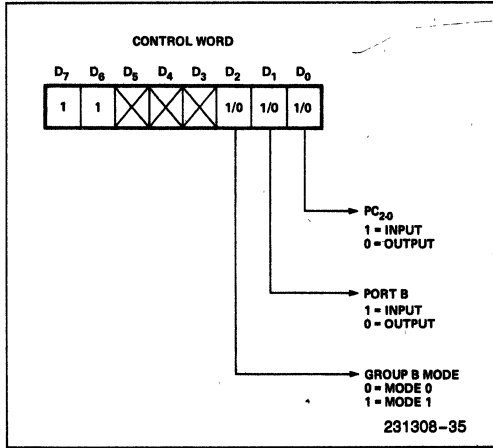 CONTROL WORD
D7 D6 D5 D4 D3 D2 D1 D0
1 1 1/0 1/0 1/0
PC2-0
1 = INPUT
0 = OUTPUT
PORT B
1 = INPUT
0 = OUTPUT
GROUP B MODE
0 = MODE 0
1 = MODE 1
231308-35